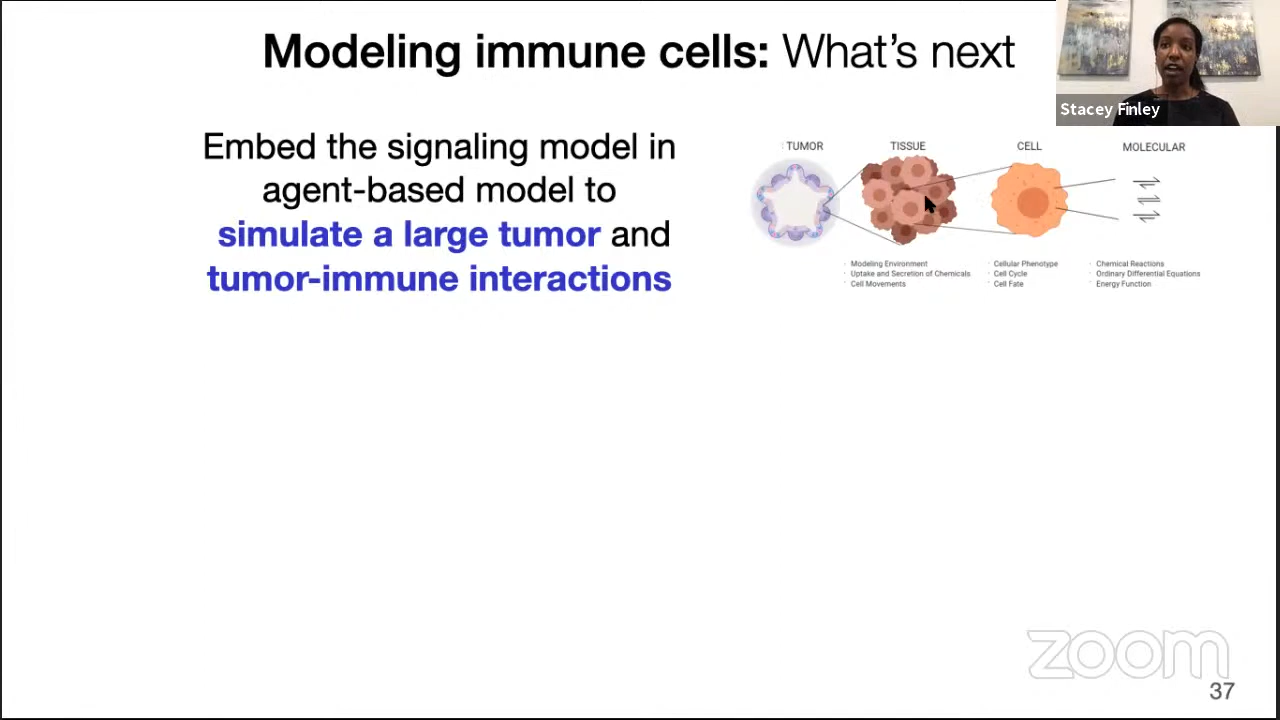 Modeling immune cells: What's next
Stacey Finley
Embed the signaling model in
agent-based model to
simulate a large tumor and
tumor-immune interactions
TUMOR
TISSUE
CELL
MOLECULAR
· Modeling Environment
· Uptake and Secretion of Chemicals
· Cell Movements
· Cellular Phenotype
· Cell Cycle
· Cell Fate
· Chemical Reactions
· Ordinary Differential Equations
· Energy Function
zoom
37